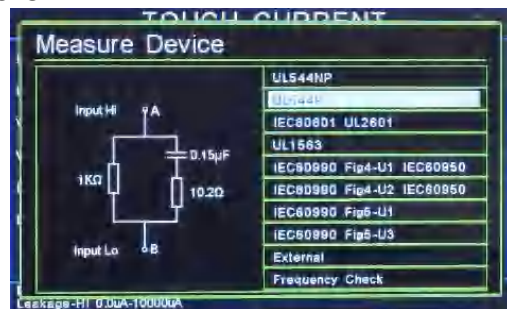 TOUCH CURRENT
Measure Device
UL544NP
UL544P
IEC60601 UL2601
UL1563
IEC60990 Fig4-U1 IEC60950
IEC60990 Fig4-U2 IEC60950
IEC60990 Fig5-U1
IEC60990 Fig5-U3
External
Frequency Check
Input Hi A
0.15µF
1KΩ
10.2Ω
Input Lo B
Leakage-HI 0.0uA-10000uA